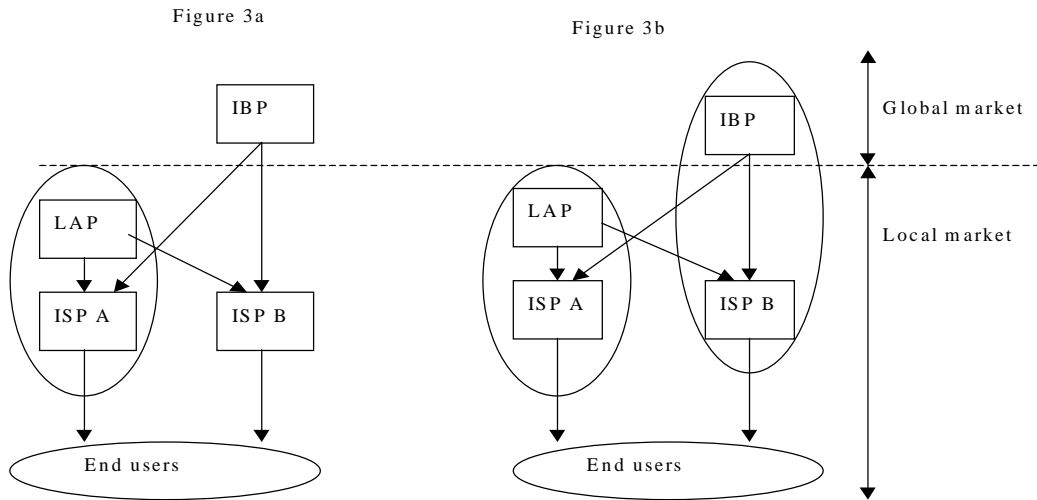 Figure 3a
Figure 3b
IBP
IBP
Global market
LAP
LAP
Local market
ISP A
ISP B
ISP A
ISP B
End users
End users